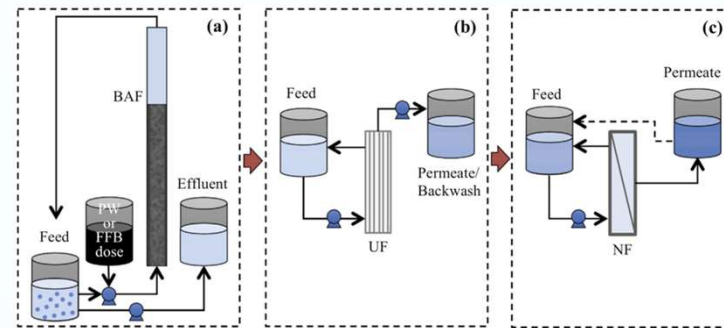 (a)
BAF
Feed
PW
or
FFB
dose
Effluent
(b)
Feed
UF
Permeate/
Backwash
(c)
Feed
Permeate
NF